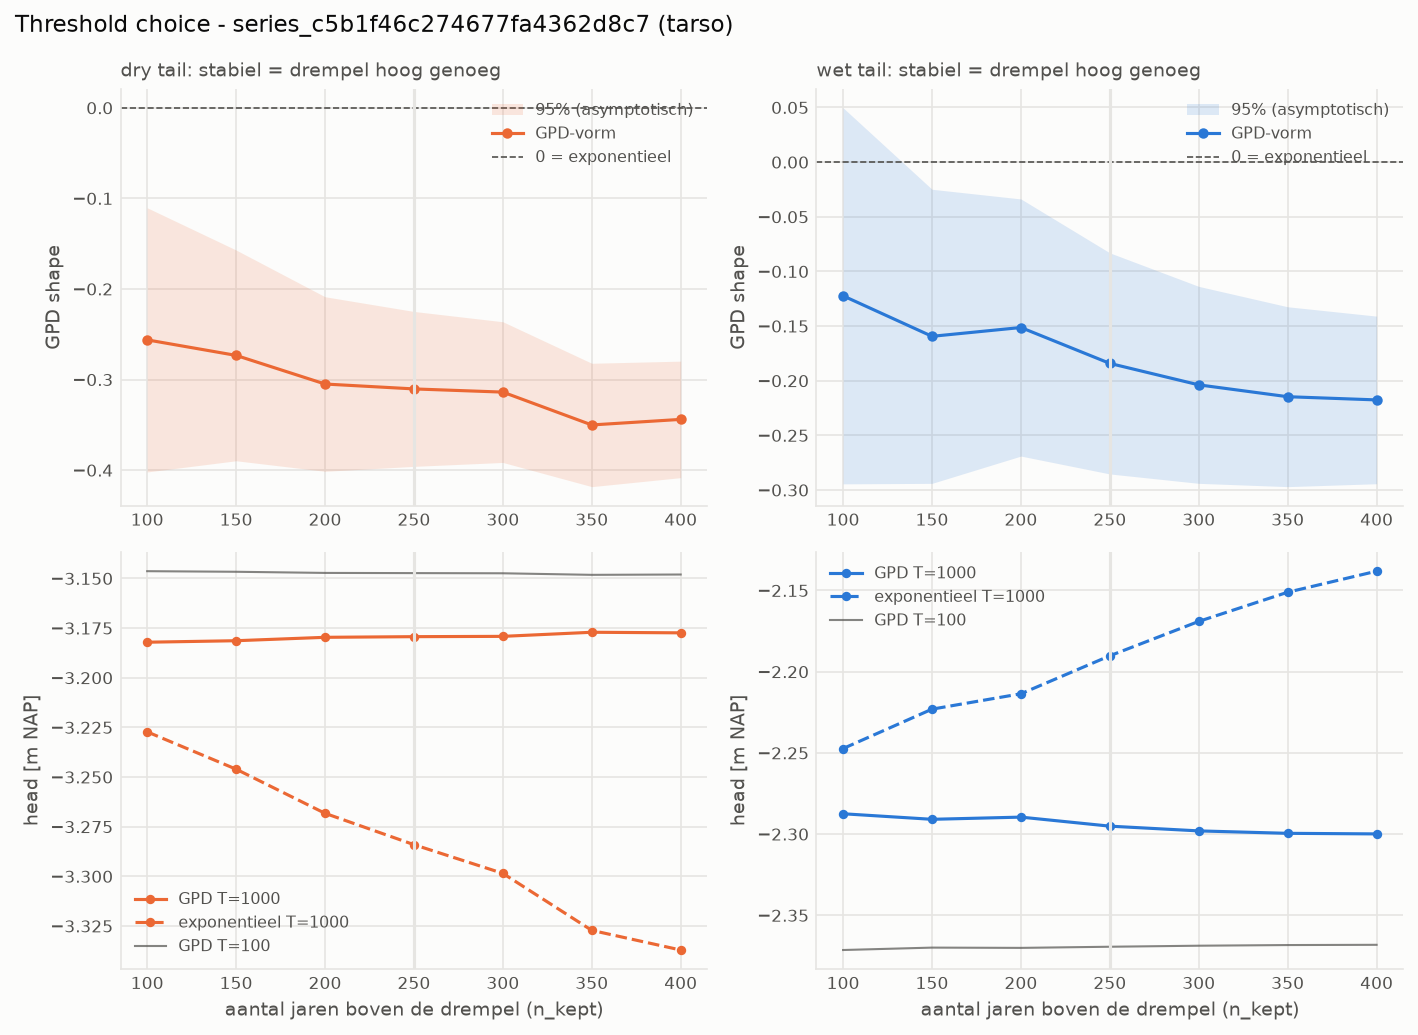 Threshold choice - series_c5b1f46c274677fa4362d8c7 (tarso)
dry tail: stabiel = drempel hoog genoeg
GPD shape
0.0
−0.1
−0.2
−0.3
−0.4
95% (asymptotisch)
GPD-vorm
0 = exponentieel
100 150 200 250 300 350 400
wet tail: stabiel = drempel hoog genoeg
GPD shape
0.05
0.00
−0.05
−0.10
−0.15
−0.20
−0.25
−0.30
95% (asymptotisch)
GPD-vorm
0 = exponentieel
100 150 200 250 300 350 400
head [m NAP]
−3.150
−3.175
−3.200
−3.225
−3.250
−3.275
−3.300
−3.325
GPD T=1000
exponentieel T=1000
GPD T=100
100 150 200 250 300 350 400
aantal jaren boven de drempel (n_kept)
head [m NAP]
−2.15
−2.20
−2.25
−2.30
−2.35
GPD T=1000
exponentieel T=1000
GPD T=100
100 150 200 250 300 350 400
aantal jaren boven de drempel (n_kept)